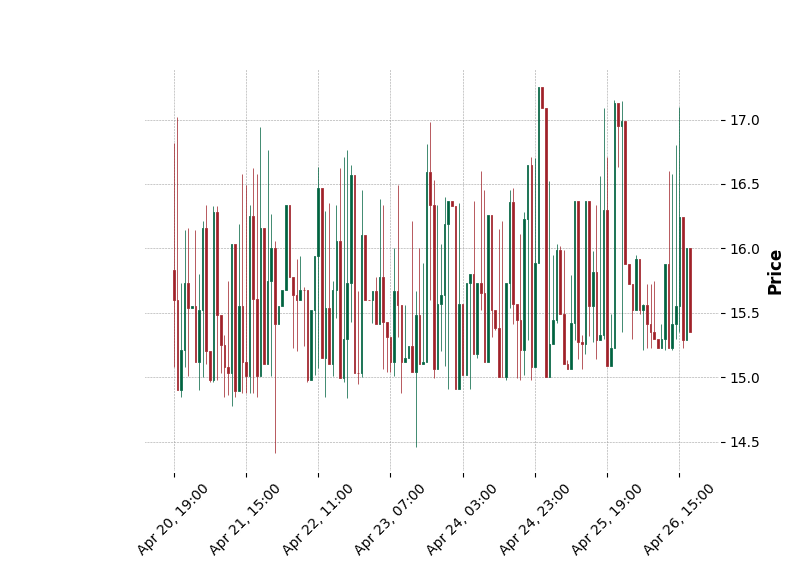 17.0
16.5
16.0
15.5
15.0
14.5
Price
Apr 20, 19:00
Apr 21, 15:00
Apr 22, 11:00
Apr 23, 07:00
Apr 24, 03:00
Apr 24, 23:00
Apr 25, 19:00
Apr 26, 15:00